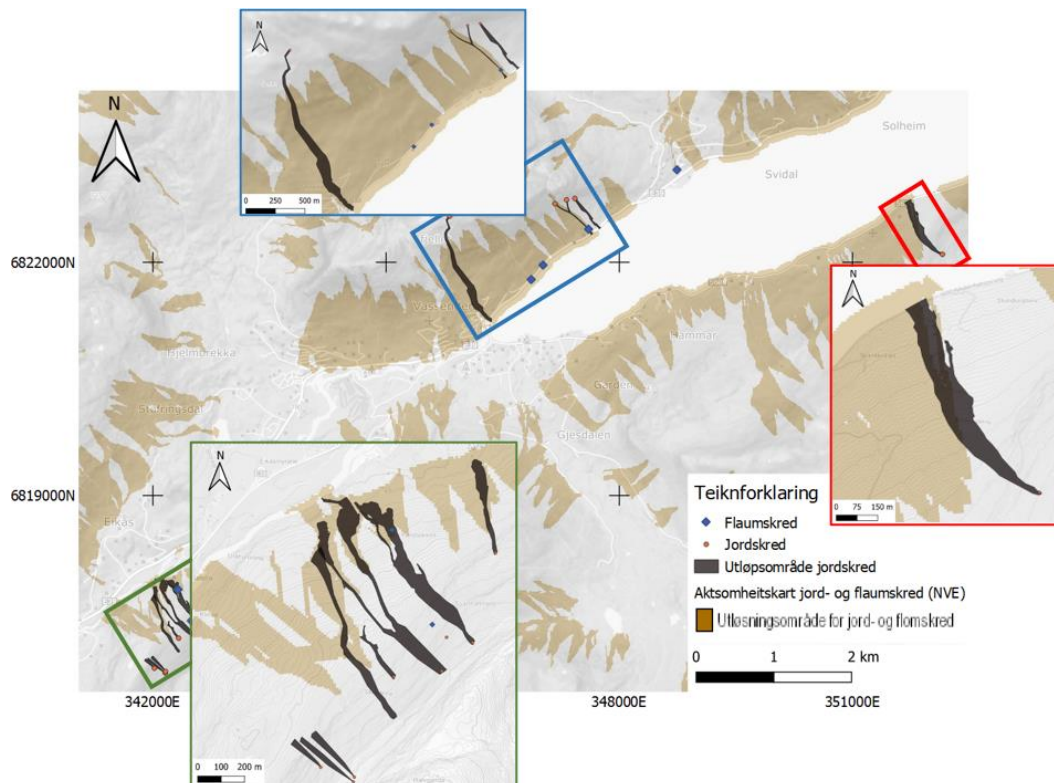 N
0 250 500 m
N
Solheim
Svidal
6822000N
Vassenden
Hjelmbrekka
Hammar
Gården
Gjesdalen
N
0 75 150 m
Stafringsdal
N
6819000N
Eikås
Teiknforklaring
Flaumskred
Jordskred
Utløpsområde jordskred
Aktsomheitskart jord- og flaumskred (NVE)
Utløsningsområde for jord- og flomskred
0 1 2 km
342000E
348000E
351000E
0 100 200 m